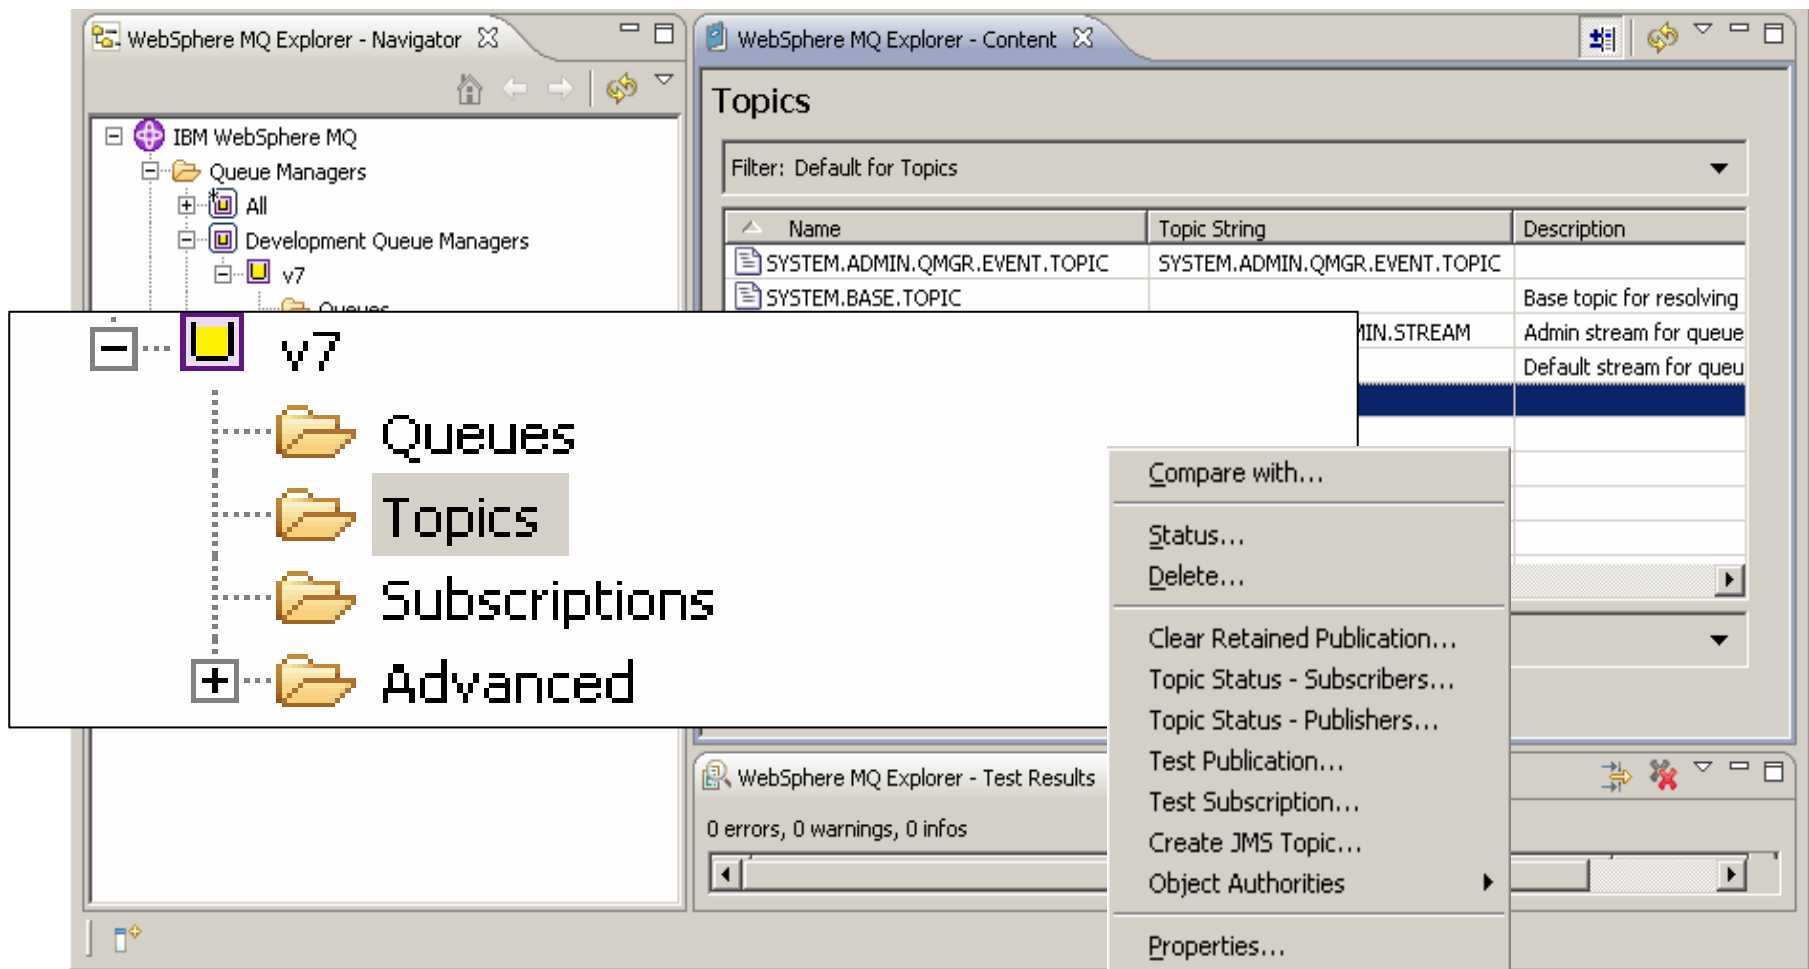 WebSphere MQ Explorer - Navigator
IBM WebSphere MQ
Queue Managers
All
Development Queue Managers
v7
Queues
v7
Queues
Topics
Subscriptions
Advanced
WebSphere MQ Explorer - Content
Topics
Filter: Default for Topics
Name Topic String Description
SYSTEM.ADMIN.QMGR.EVENT.TOPIC SYSTEM.ADMIN.QMGR.EVENT.TOPIC
SYSTEM.BASE.TOPIC Base topic for resolving
MIN.STREAM Admin stream for queue
Default stream for queu
Compare with...
Status...
Delete...
Clear Retained Publication...
Topic Status - Subscribers...
Topic Status - Publishers...
Test Publication...
Test Subscription...
Create JMS Topic...
Object Authorities
Properties...
WebSphere MQ Explorer - Test Results
0 errors, 0 warnings, 0 infos